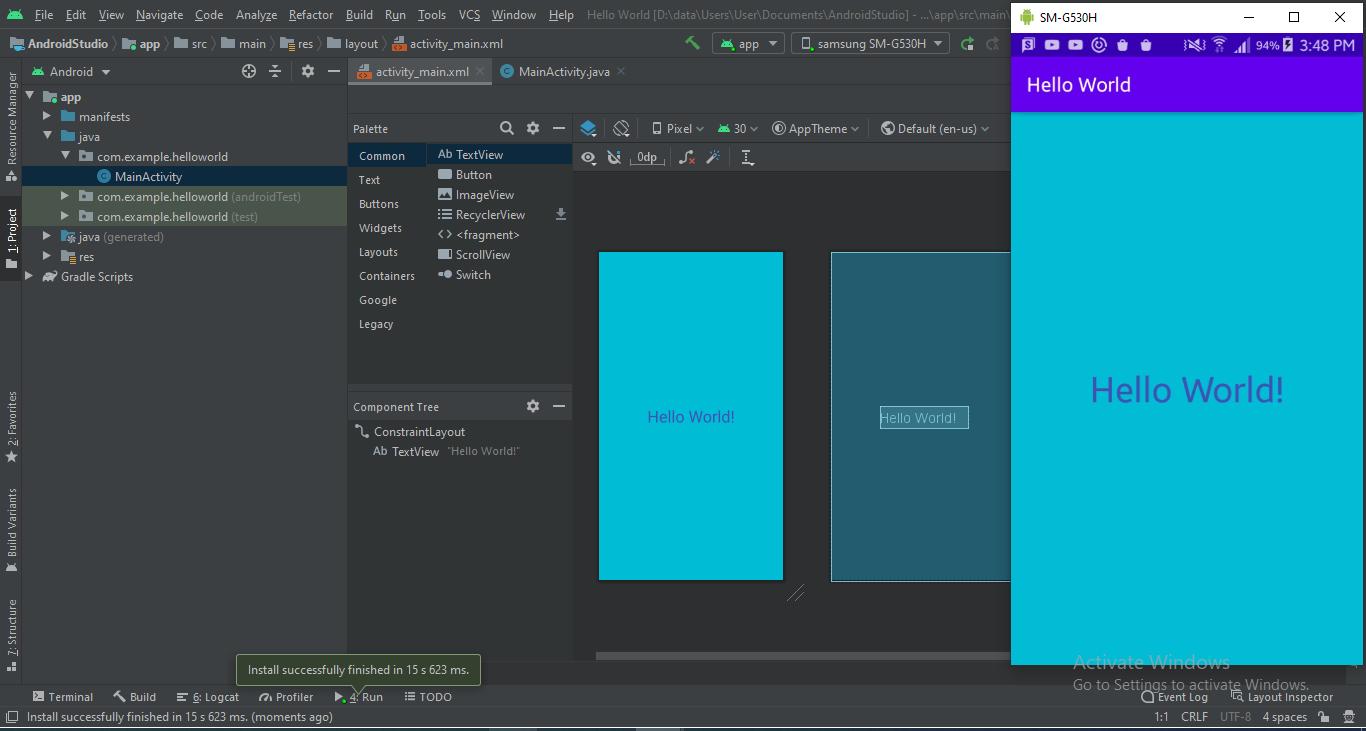 File Edit View Navigate Code Analyze Refactor Build Run Tools VCS Window Help Hello World [D:\data\Users\User\Documents\AndroidStudio] - ...\app\src\main\
SM-G530H
AndroidStudio app src main res layout activity_main.xml
app samsung SM-G530H
94% 3:48 PM
Android
activity_main.xml MainActivity.java
Hello World
Resource Manager
1: Project
2: Favorites
Build Variants
7: Structure
app
manifests
java
com.example.helloworld
MainActivity
com.example.helloworld (androidTest)
com.example.helloworld (test)
java (generated)
res
Gradle Scripts
Palette
Common
Text
Buttons
Widgets
Layouts
Containers
Google
Legacy
Ab TextView
Button
ImageView
RecyclerView
<> <fragment>
ScrollView
Switch
Pixel 30 AppTheme Default (en-us)
0dp
Hello World!
Hello World!
Hello World!
Component Tree
ConstraintLayout
Ab TextView "Hello World!"
Install successfully finished in 15 s 623 ms.
Activate Windows
Go to Settings to activate Windows.
Terminal Build 6: Logcat Profiler 4: Run TODO
Event Log Layout Inspector
Install successfully finished in 15 s 623 ms. (moments ago)
1:1 CRLF UTF-8 4 spaces